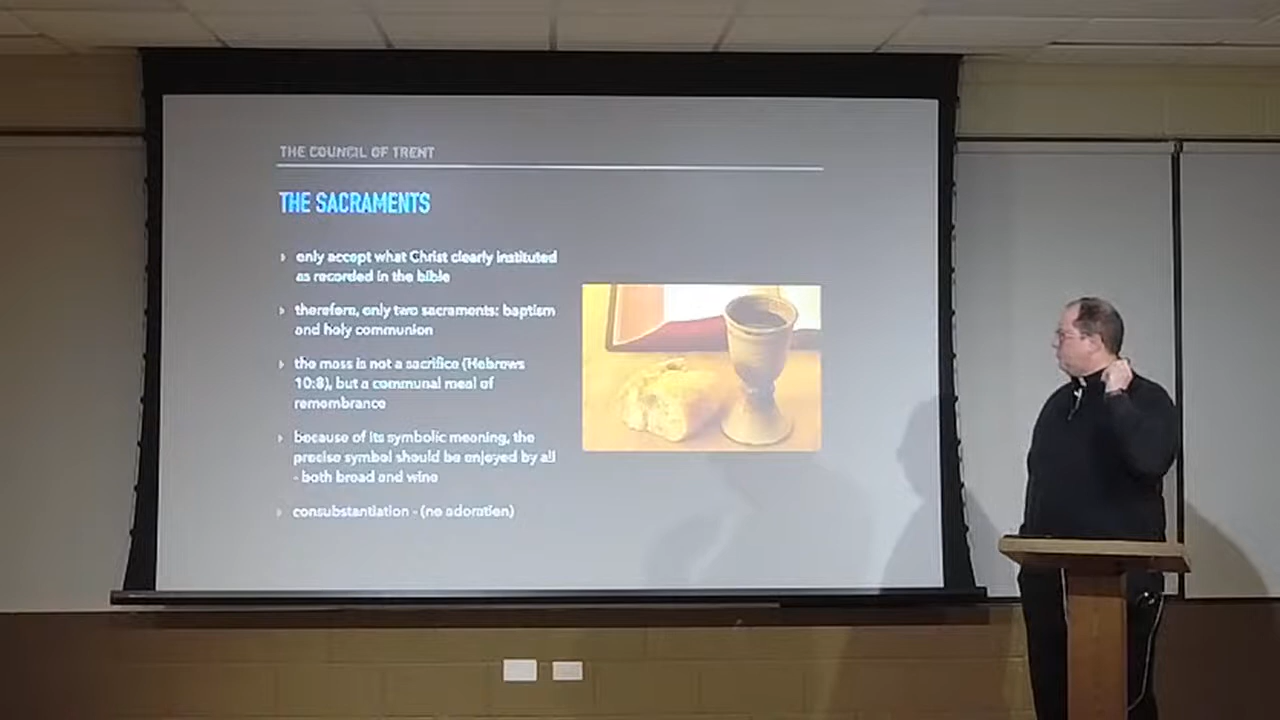 THE COUNCIL OF TRENT
THE SACRAMENTS
only accept what Christ clearly instituted
as recorded in the bible
therefore, only two sacraments: baptism
and holy communion
the mass is not a sacrifice (Hebrews
10:8), but a communal meal of
remembrance
because of its symbolic meaning, the
precise symbol should be enjoyed by all
- both bread and wine
consubstantiation - (no adoration)